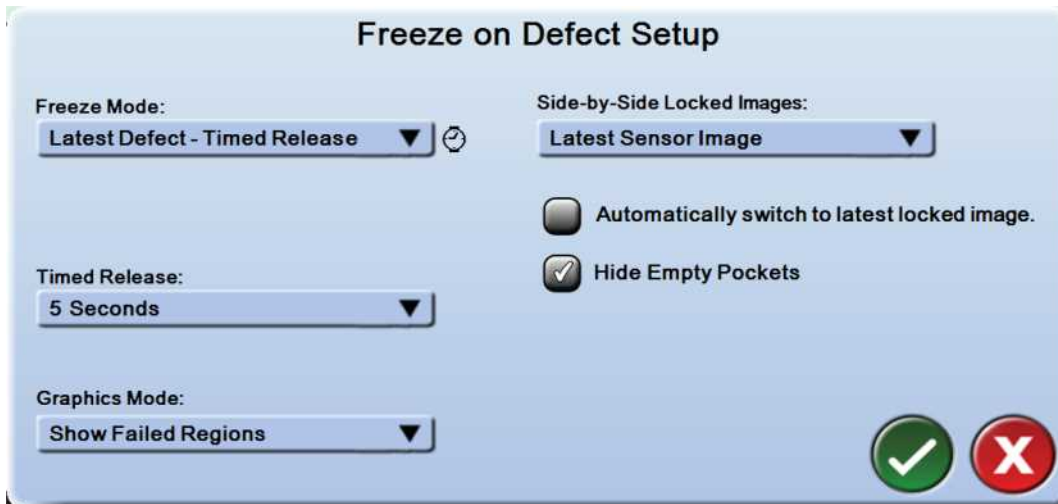 Freeze on Defect Setup
Freeze Mode:
Latest Defect - Timed Release
Side-by-Side Locked Images:
Latest Sensor Image
Automatically switch to latest locked image.
Hide Empty Pockets
Timed Release:
5 Seconds
Graphics Mode:
Show Failed Regions